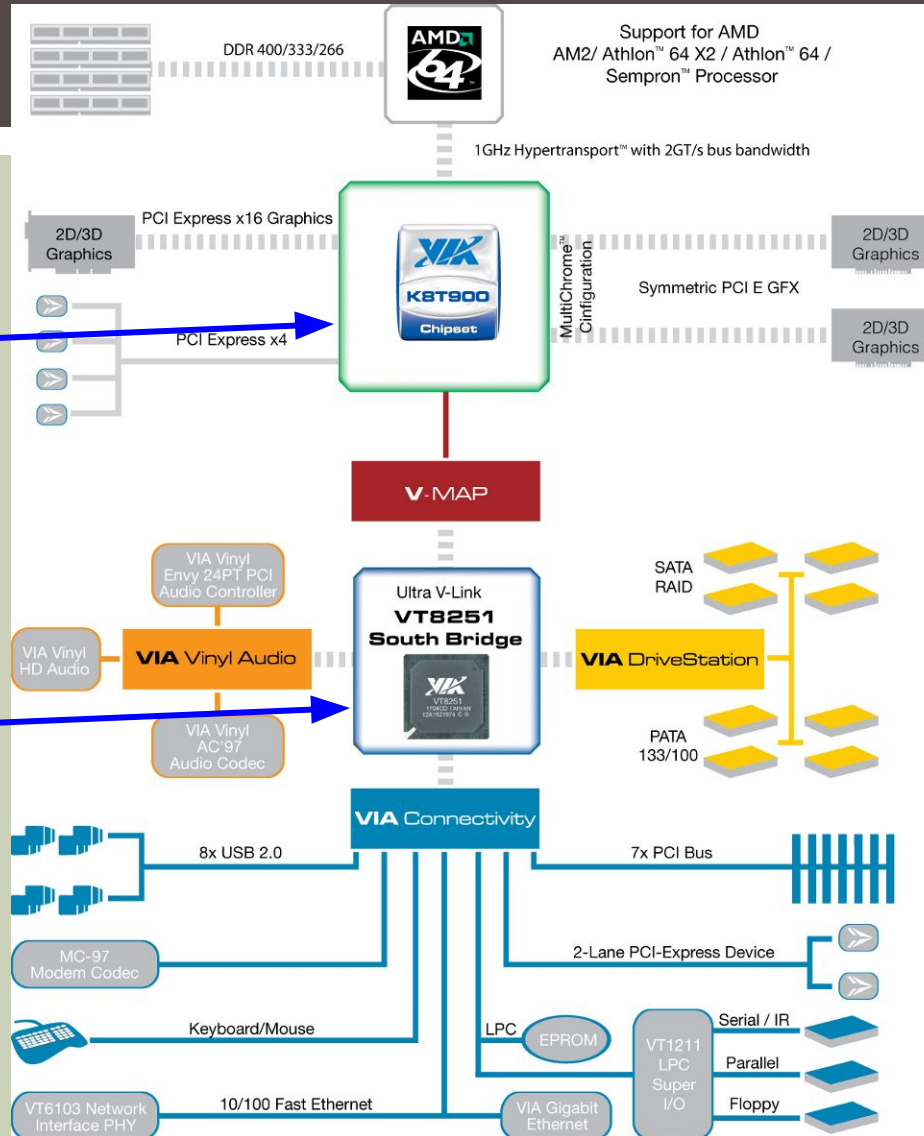 DDR 400/333/266
AMD
64
Support for AMD
AM2/ Athlon™ 64 X2 / Athlon™ 64 /
Sempron™ Processor
1GHz Hypertransport™ with 2GT/s bus bandwidth
2D/3D
Graphics
PCI Express x16 Graphics
PCI Express x4
VIA
K8T900
Chipset
MultiChrome™
Cinfiguration
Symmetric PCI E GFX
2D/3D
Graphics
2D/3D
Graphics
V-MAP
VIA Vinyl
Envy 24PT PCI
Audio Controller
VIA Vinyl
HD Audio
VIA Vinyl Audio
VIA Vinyl
AC'97
Audio Codec
Ultra V-Link
VT8251
South Bridge
VIA
VT8251
VIA DriveStation
SATA
RAID
PATA
133/100
VIA Connectivity
8x USB 2.0
7x PCI Bus
MC-97
Modem Codec
2-Lane PCI-Express Device
Keyboard/Mouse
LPC
EPROM
VT1211
LPC
Super
I/O
Serial / IR
Parallel
Floppy
VT6103 Network
Interface PHY
10/100 Fast Ethernet
VIA Gigabit
Ethernet